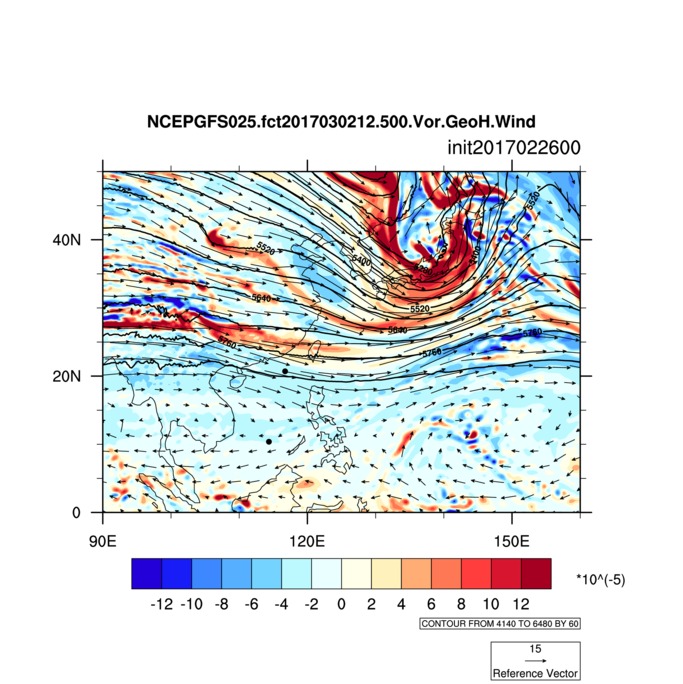 NCEPGFS025.fct2017030212.500.Vor.GeoH.Wind
init2017022600
5520
40N
5520
5400
5640
5520
5640
5760
5760
5760
20N
0
90E
120E
150E
-12 -10 -8 -6 -4 -2 0 2 4 6 8 10 12
*10^(-5)
CONTOUR FROM 4140 TO 6480 BY 60
15
Reference Vector